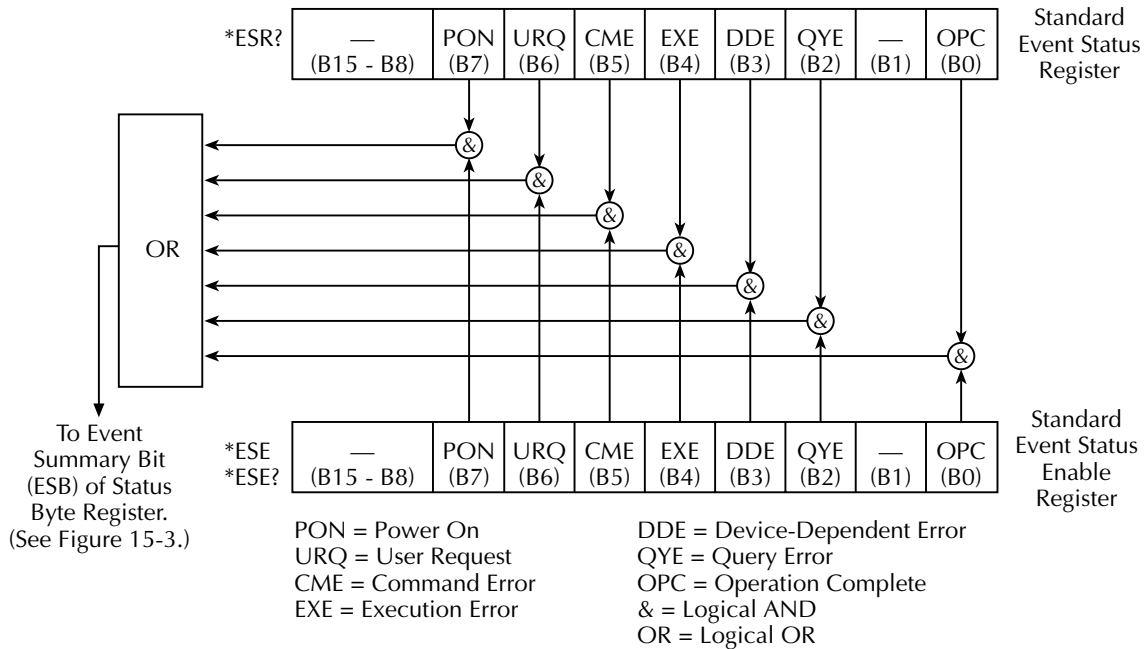 *ESR?
—
(B15 - B8)
PON
(B7)
URQ
(B6)
CME
(B5)
EXE
(B4)
DDE
(B3)
QYE
(B2)
—
(B1)
OPC
(B0)
Standard
Event Status
Register
&
&
&
&
&
&
&
OR
To Event
Summary Bit
(ESB) of Status
Byte Register.
(See Figure 15-3.)
*ESE
*ESE?
—
(B15 - B8)
PON
(B7)
URQ
(B6)
CME
(B5)
EXE
(B4)
DDE
(B3)
QYE
(B2)
—
(B1)
OPC
(B0)
Standard
Event Status
Enable
Register
PON = Power On
URQ = User Request
CME = Command Error
EXE = Execution Error
DDE = Device-Dependent Error
QYE = Query Error
OPC = Operation Complete
& = Logical AND
OR = Logical OR